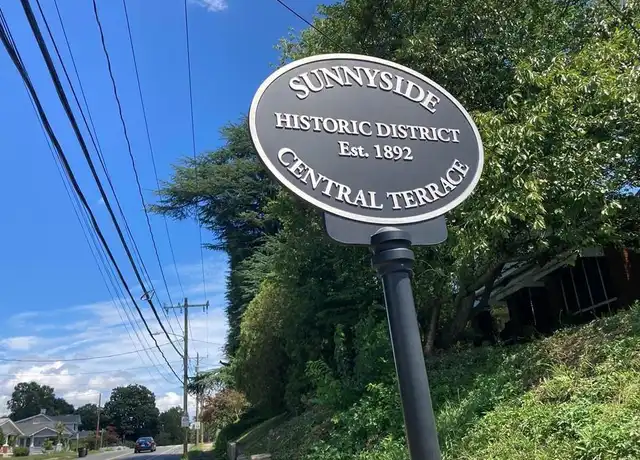 SUNNYSIDE
HISTORIC DISTRICT
Est. 1892
CENTRAL TERRACE